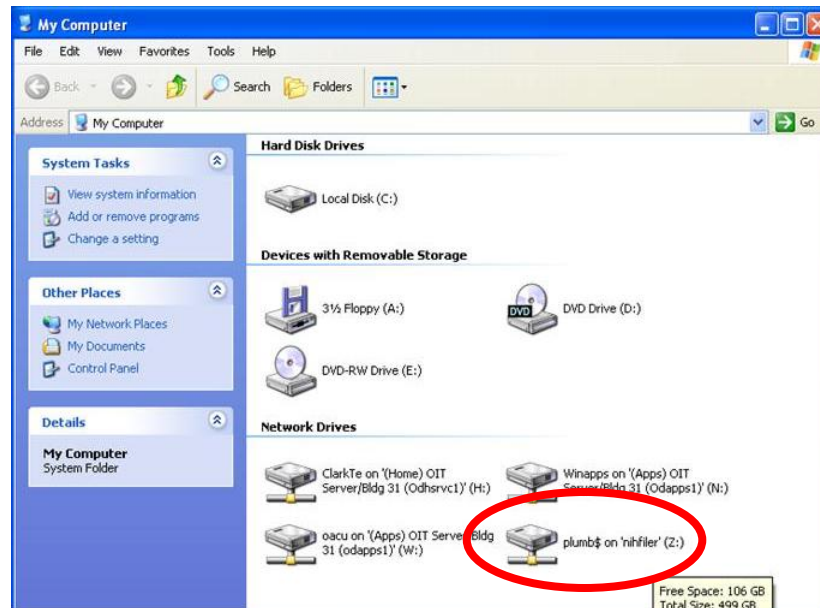 My Computer
File Edit View Favorites Tools Help
Back Search Folders
Address My Computer Go
System Tasks
View system information
Add or remove programs
Change a setting
Other Places
My Network Places
My Documents
Control Panel
Details
My Computer
System Folder
Hard Disk Drives
Local Disk (C:)
Devices with Removable Storage
3½ Floppy (A:)
DVD
DVD Drive (D:)
DVD-RW Drive (E:)
Network Drives
ClarkTe on '(Home) OIT
Server/Bldg 31 (Odhsrvc1)' (H:)
Winapps on '(Apps) OIT
Server/Bldg 31 (Odapps1)' (N:)
oacu on '(Apps) OIT Server/Bldg
31 (odapps1)' (W:)
plumb$ on 'nihfiler' (Z:)
Free Space: 106 GB
Total Size: 499 GB